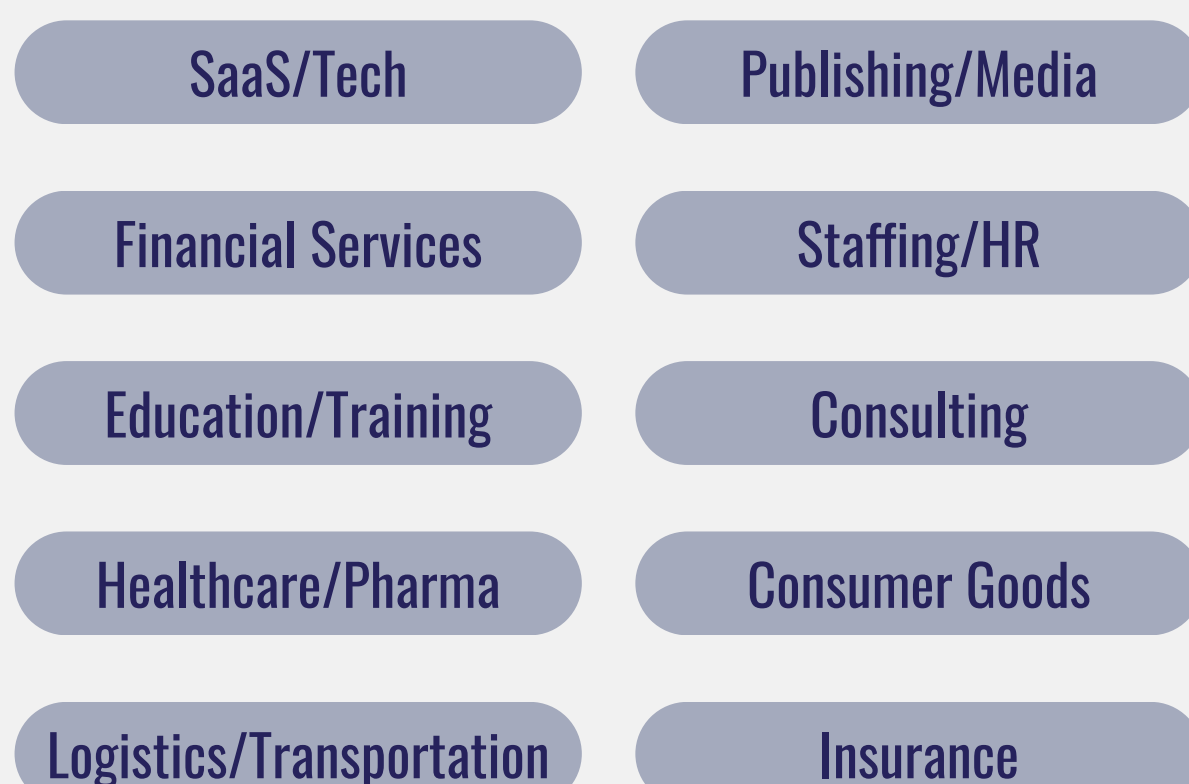 SaaS/Tech
Publishing/Media
Financial Services
Staffing/HR
Education/Training
Consulting
Healthcare/Pharma
Consumer Goods
Logistics/Transportation
Insurance